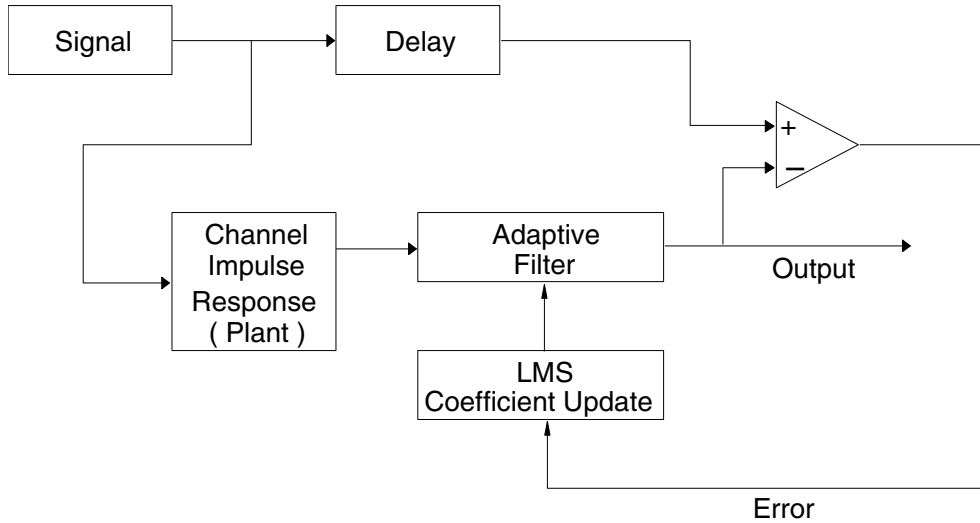 Signal
Delay
+
−
Channel
Impulse
Response
( Plant )
Adaptive
Filter
Output
LMS
Coefficient Update
Error